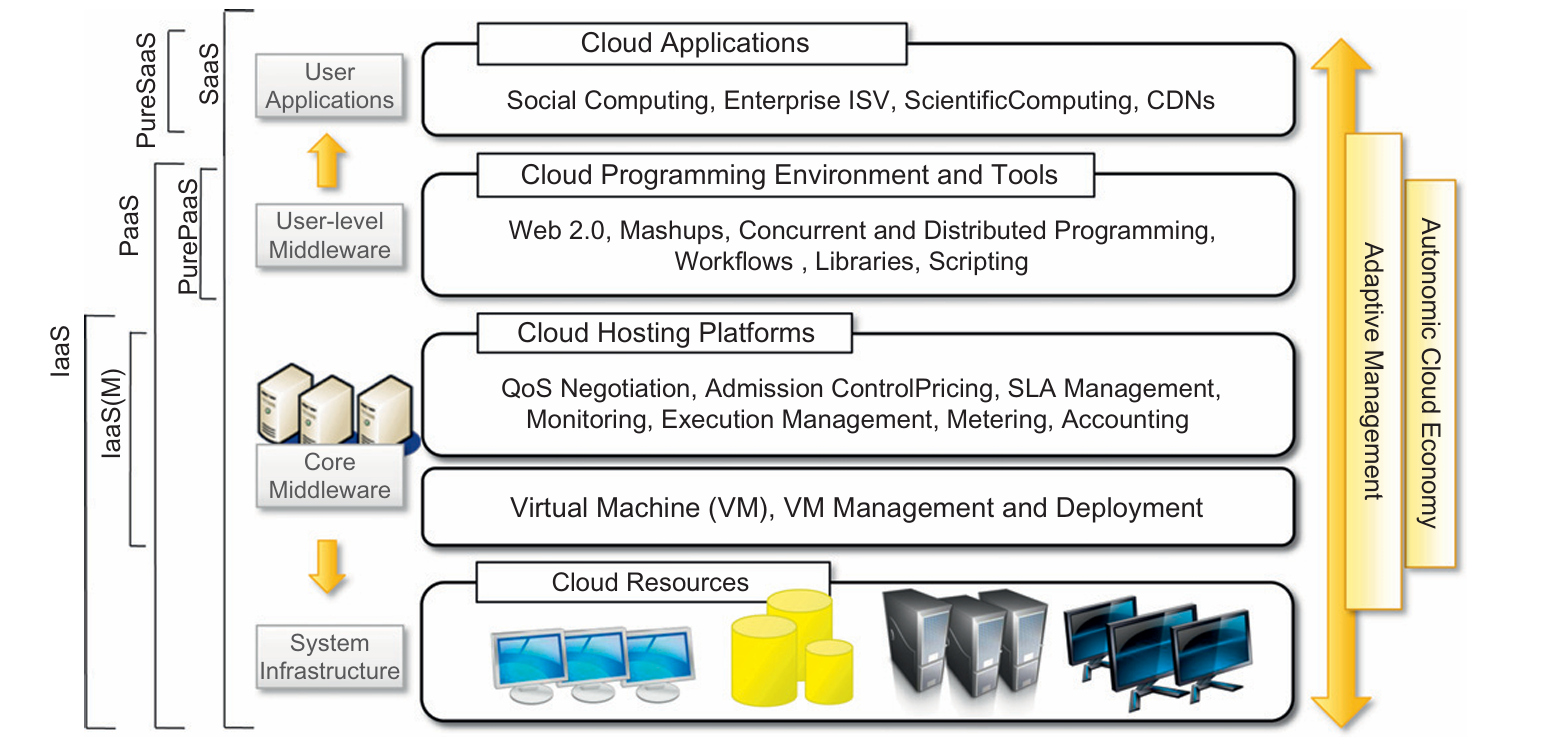 PureSaaS
SaaS
User
Applications
Cloud Applications
Social Computing, Enterprise ISV, ScientificComputing, CDNs
PaaS
PurePaaS
User-level
Middleware
Cloud Programming Environment and Tools
Web 2.0, Mashups, Concurrent and Distributed Programming,
Workflows , Libraries, Scripting
IaaS
IaaS(M)
Core
Middleware
Cloud Hosting Platforms
QoS Negotiation, Admission ControlPricing, SLA Management,
Monitoring, Execution Management, Metering, Accounting
Virtual Machine (VM), VM Management and Deployment
System
Infrastructure
Cloud Resources
Adaptive Management
Autonomic Cloud Economy